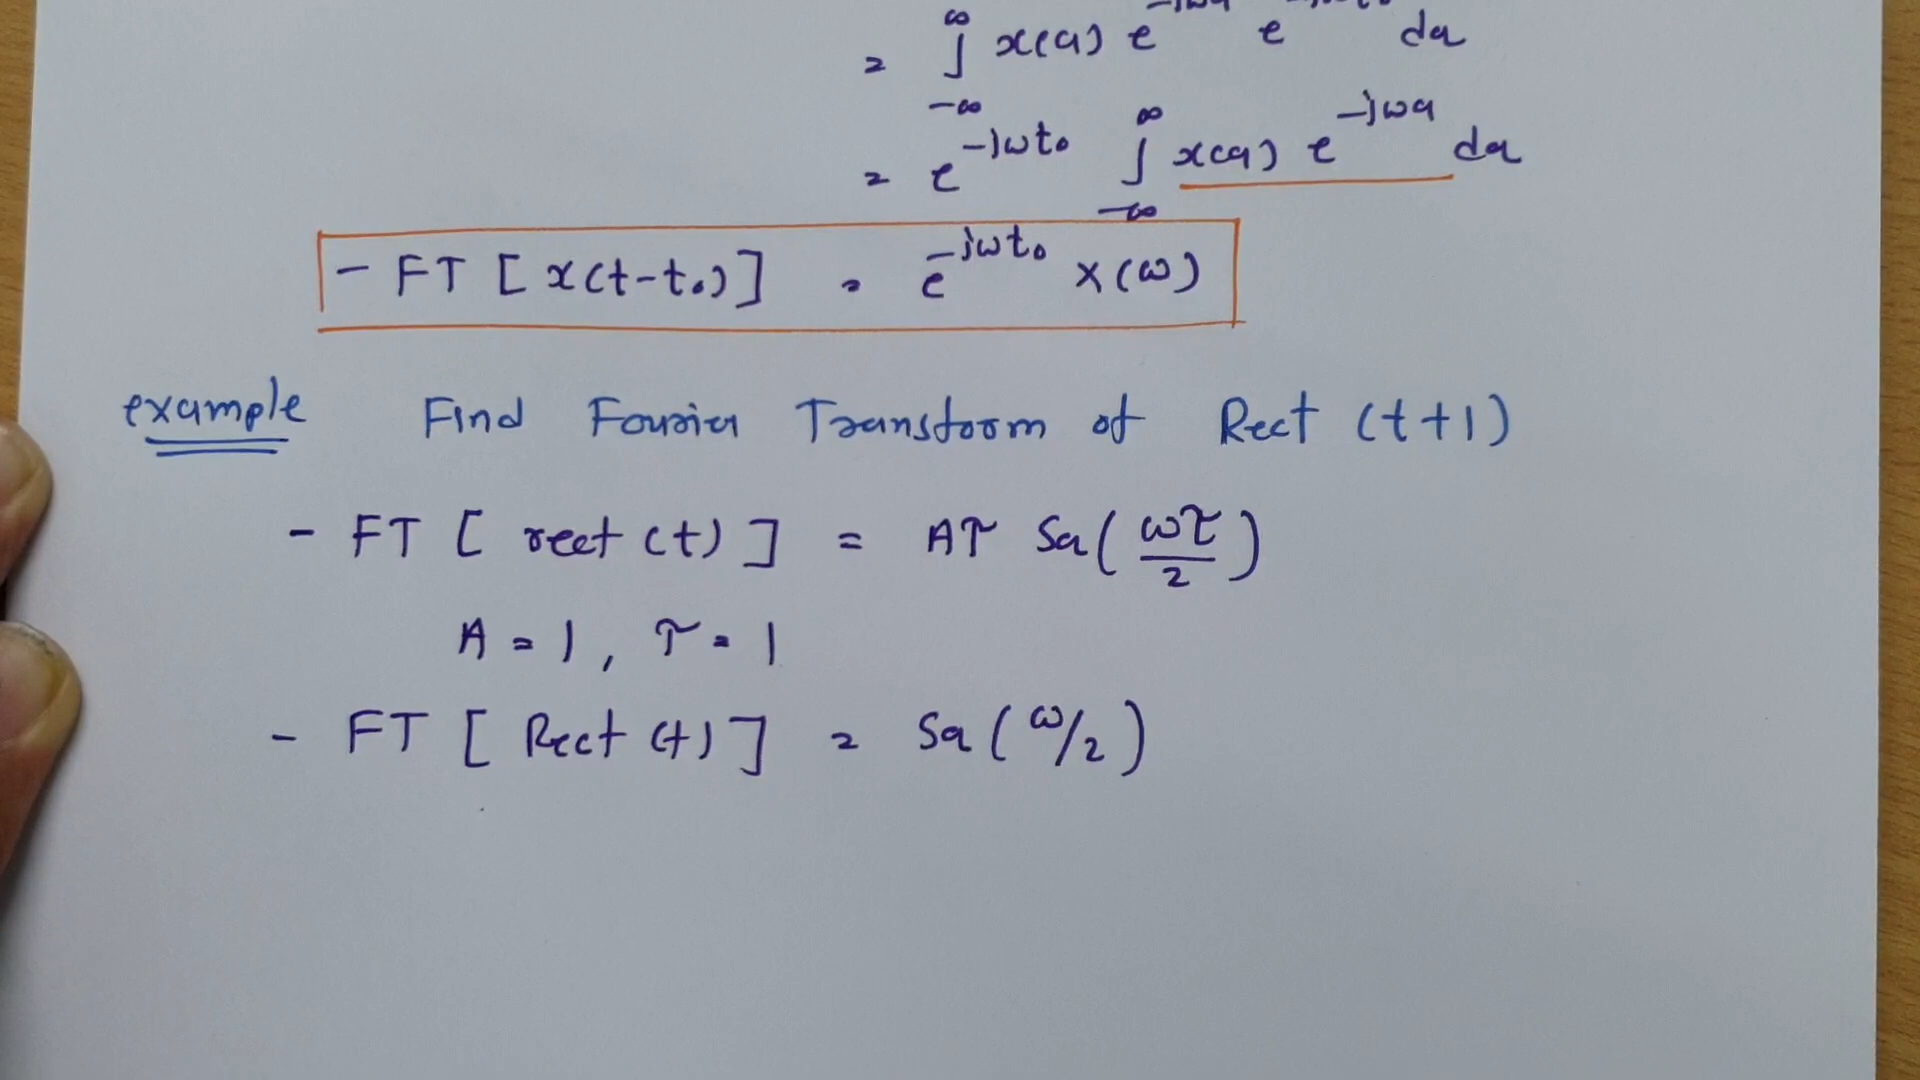 = ∫_{-∞}^{∞} x(a) e^{-jωa} e da
= e^{-jωt₀} ∫_{-∞}^{∞} x(a) e^{-jωa} da
- FT [ x(t-t₀) ] = e^{-jωt₀} X(ω)
example Find Fourier Transform of Rect (t+1)
- FT [ rect (t) ] = Aτ Sa( ωτ/2 )
A = 1, τ = 1
- FT [ Rect (t) ] = Sa ( ω/2 )